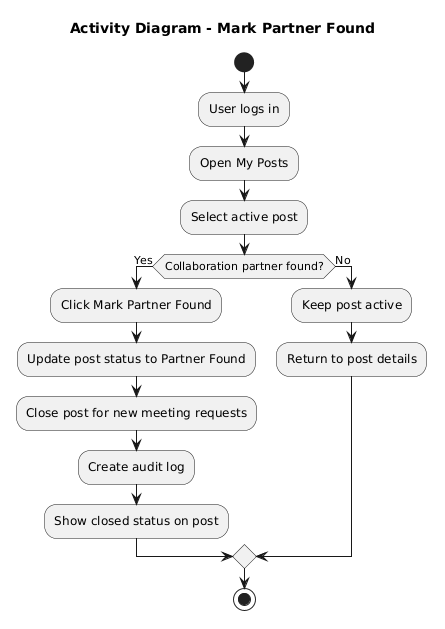 Activity Diagram - Mark Partner Found
User logs in
Open My Posts
Select active post
Yes
Collaboration partner found?
No
Click Mark Partner Found
Keep post active
Update post status to Partner Found
Return to post details
Close post for new meeting requests
Create audit log
Show closed status on post